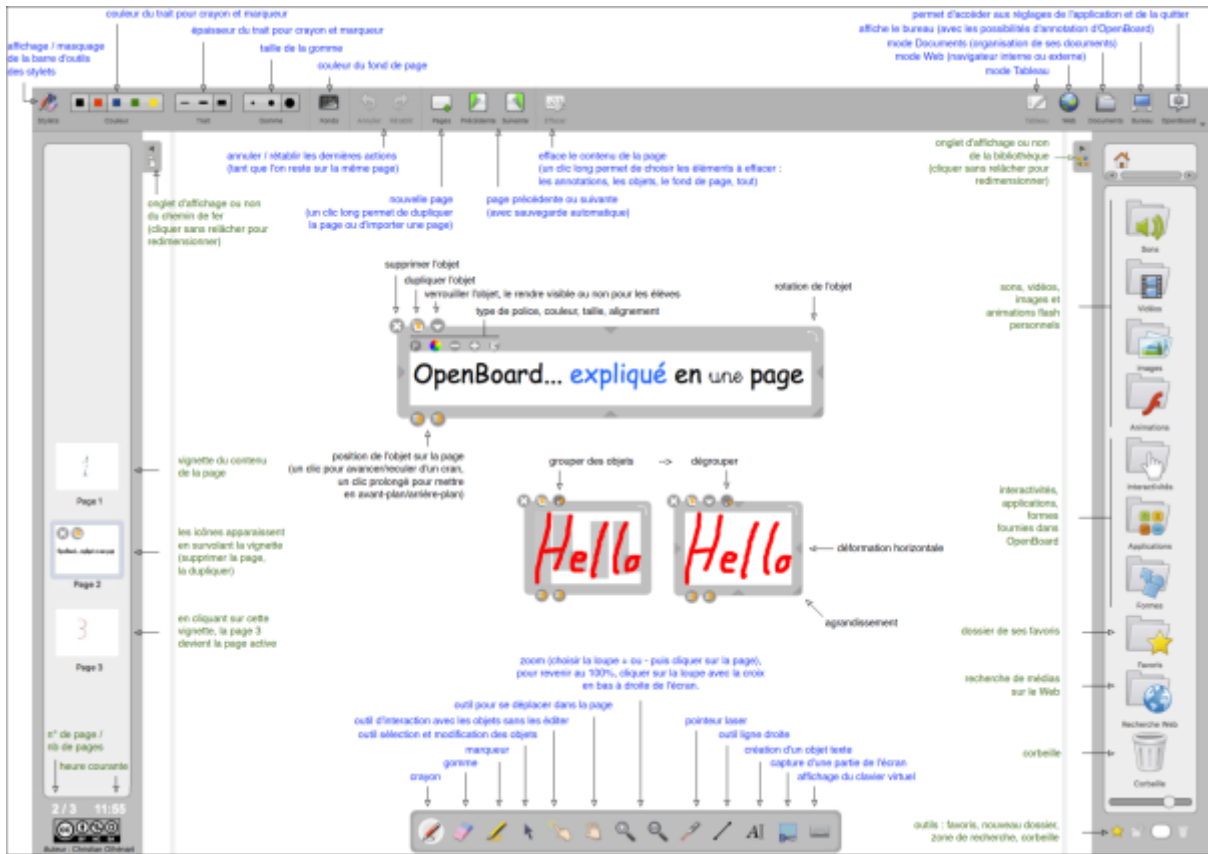 couleur du trait pour crayon et marqueur
épaisseur du trait pour crayon et marqueur
taille de la gomme
couleur du fond de page
affichage / masquage
de la barre d'outils
des stylets
permet d'accéder aus réglages de l'application et de la quitter
affiche le bureau (avec les possibilités d'annotation d'OpenBoard)
mode Documents (organisation de ses documents)
mode Web (navigateur interne ou externe)
mode Tableau
Stylets
Couleur
Trait
Gomme
Fonds
Annuler
Rétablir
Pages
Précédente
Suivante
Effacer
Tableau
Web
Documents
Bureau
OpenBoard
annuler / rétablir les dernières actions
(tant que l'on reste sur la même page)
efface le contenu de la page
(un clic long permet de choisir les éléments à effacer :
les annotations, les objets, le fond de page, tout)
onglet d'affichage ou non
de la bibliothèque
(cliquer sans relâcher pour
redimensionner)
onglet d'affichage ou non
du chemin de fer
(cliquer sans relâcher pour
redimensionner)
nouvelle page
(un clic long permet de dupliquer
la page ou d'importer une page)
page précédente ou suivante
(avec sauvegarde automatique)
supprimer l'objet
dupliquer l'objet
verrouiller l'objet, le rendre visible ou non pour les élèves
type de police, couleur, taille, alignement
rotation de l'objet
OpenBoard... expliqué en une page
position de l'objet sur la page
(un clic pour avancer/reculer d'un cran,
un clic prolongé pour mettre
en avant-plan/arrière-plan)
grouper des objets --> dégrouper
Hello
Hello
déformation horizontale
agrandissement
1
Page 1
Page 2
3
Page 3
vignette du contenu
de la page
les icônes apparaissent
en survolant la vignette
(supprimer la page,
la dupliquer)
en cliquant sur cette
vignette, la page 3
devient la page active
n° de page /
nb de pages
heure courante
2 / 3
11:55
Auteur : Christian Oihénart
sons, vidéos,
images et
animations flash
personnels
interactivités,
applications,
formes
fournies dans
OpenBoard
dossier de ses favoris
recherche de médias
sur le Web
corbeille
outils : favoris, nouveau dossier,
zone de recherche, corbeille
Sons
Vidéos
Images
Animations
Interactivités
Applications
Formes
Favoris
Recherche Web
Corbeille
zoom (choisir la loupe + ou - puis cliquer sur la page),
pour revenir au 100%, cliquer sur la loupe avec la croix
en bas à droite de l'écran.
outil pour se déplacer dans la page
outil d'interaction avec les objets sans les éditer
outil sélection et modification des objets
marqueur
gomme
crayon
pointeur laser
outil ligne droite
création d'un objet texte
capture d'une partie de l'écran
affichage du clavier virtuel